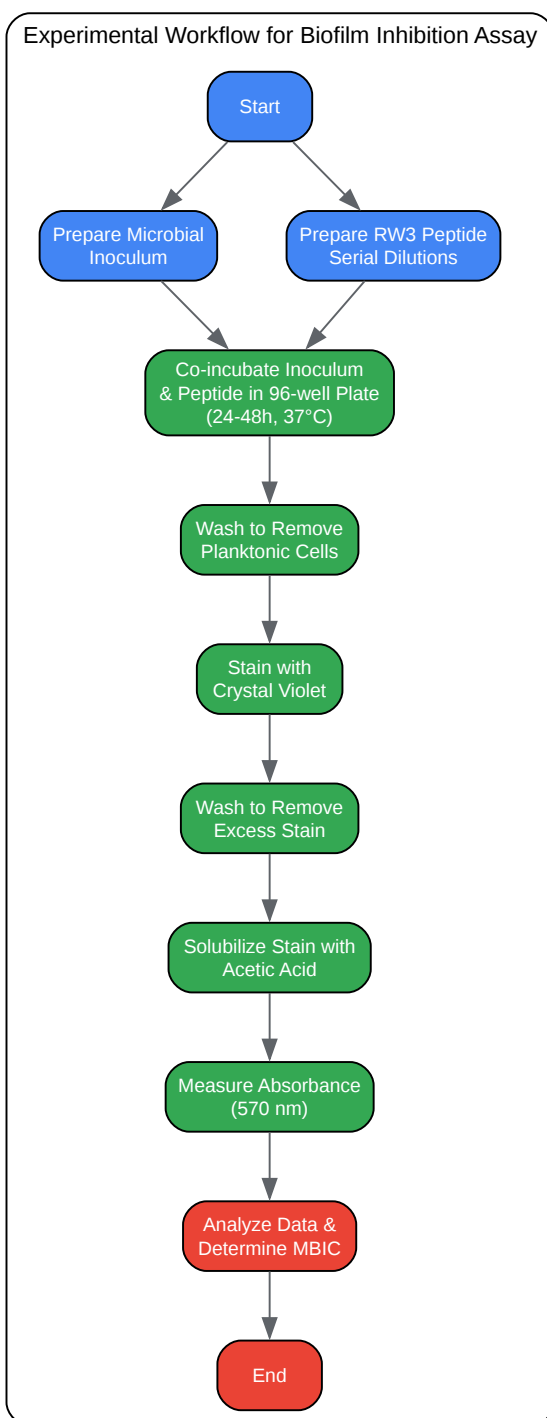 Experimental Workflow for Biofilm Inhibition Assay
Start
Prepare Microbial
Inoculum
Prepare RW3 Peptide
Serial Dilutions
Co-incubate Inoculum
& Peptide in 96-well Plate
(24-48h, 37°C)
Wash to Remove
Planktonic Cells
Stain with
Crystal Violet
Wash to Remove
Excess Stain
Solubilize Stain with
Acetic Acid
Measure Absorbance
(570 nm)
Analyze Data &
Determine MBIC
End